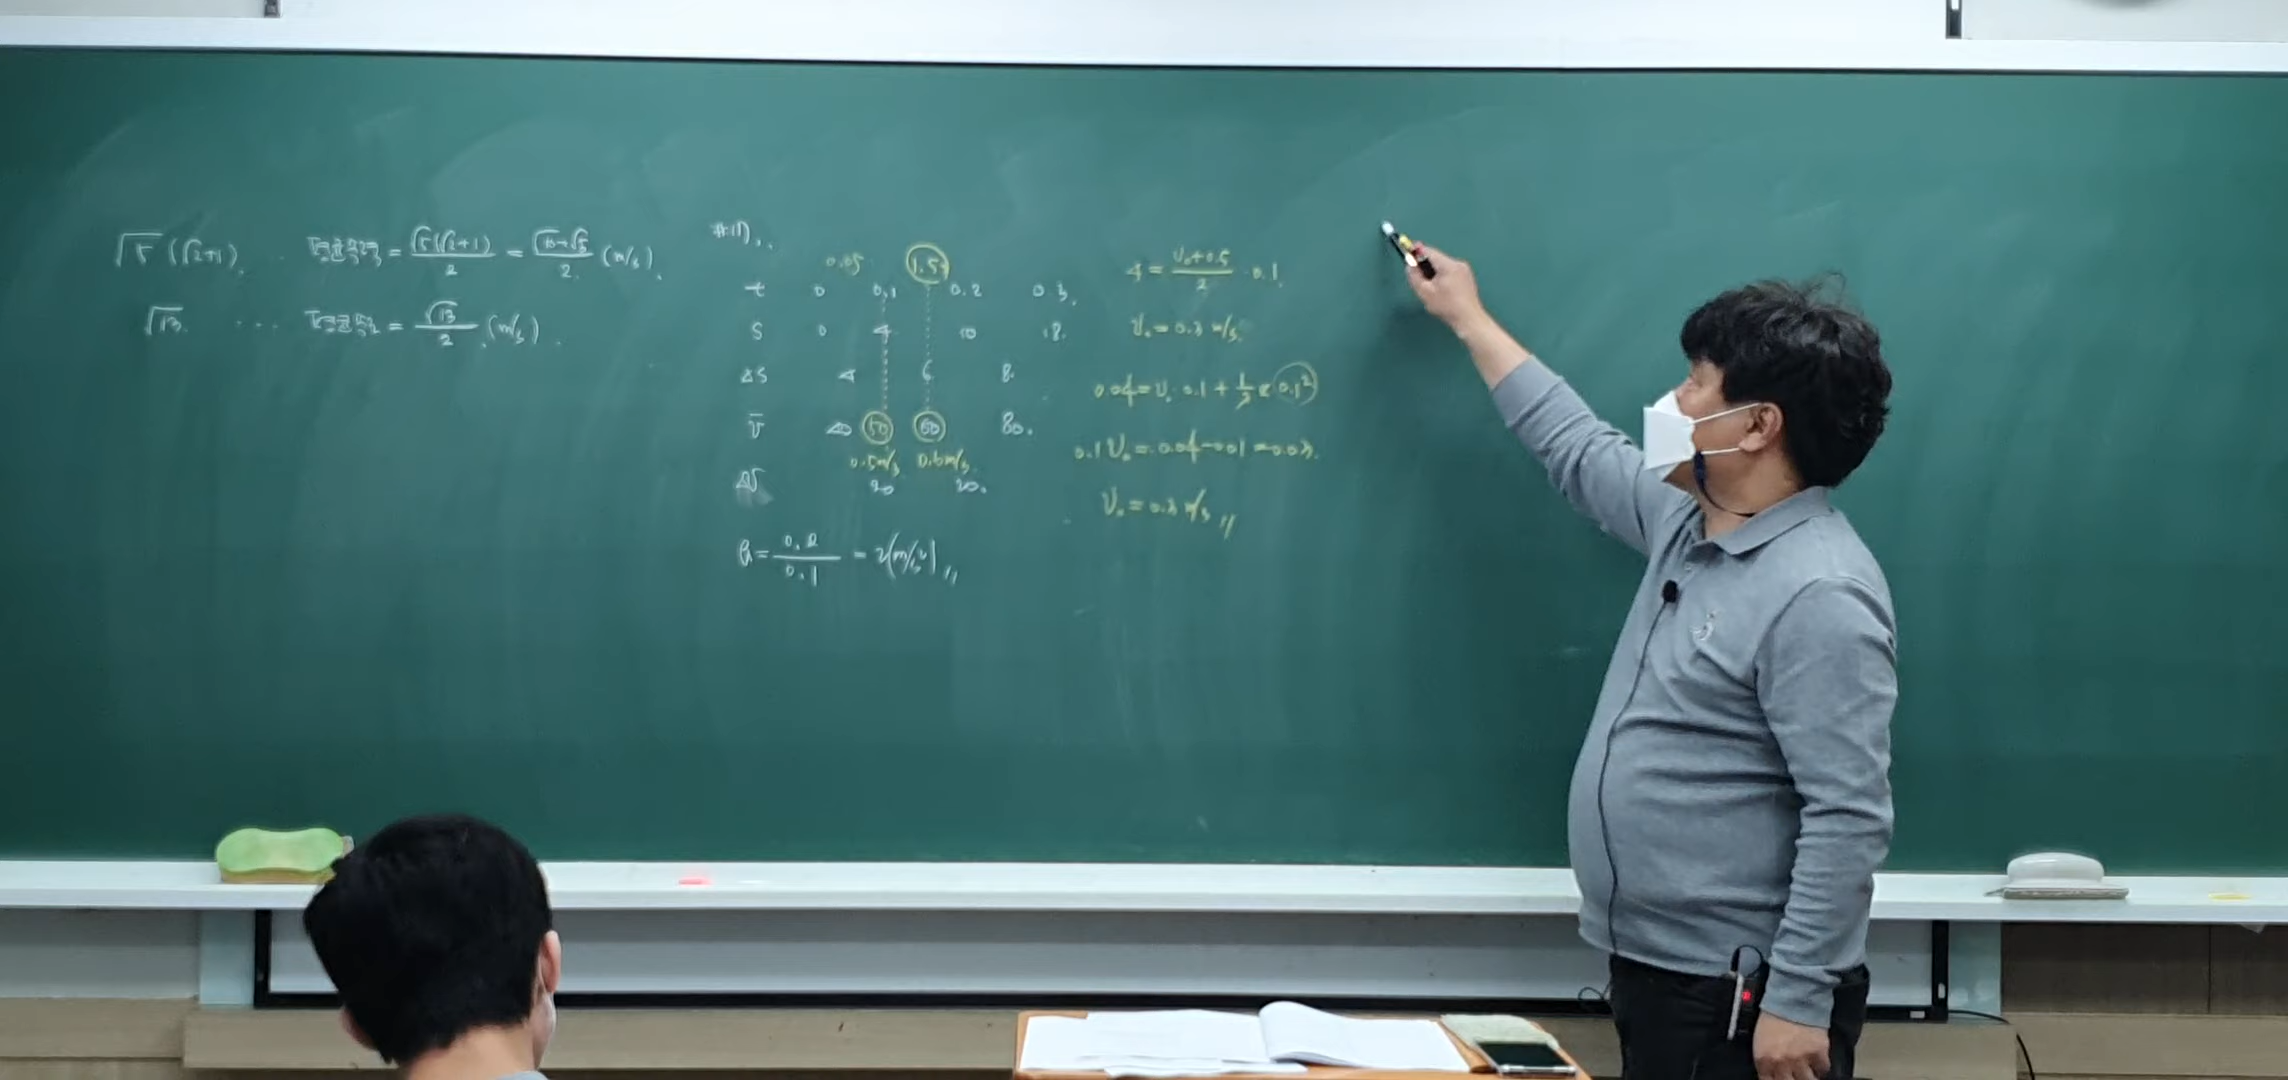 √5 (√2+1) 평균속력 = √5(√2+1)/2 = √10+√5/2 (m/s).
√13. ... 평균속력 = √13/2 (m/s).
#17.
0.05 1.5
t 0 0.1 0.2 0.3.
S 0 4 10 18.
ΔS 4 6 8.
v̄ 40 50 60 80.
0.5m/s 0.6m/s.
Δv 20 20.
a = 0.2/0.1 = 2(m/s²)
4 = V₀+0.5/2 · 0.1.
V₀ = 0.3 m/s.
0.04 = V₀ 0.1 + 1/2 × 0.1²
0.1 V₀ = 0.04 - 0.01 = 0.03.
V₀ = 0.3 m/s